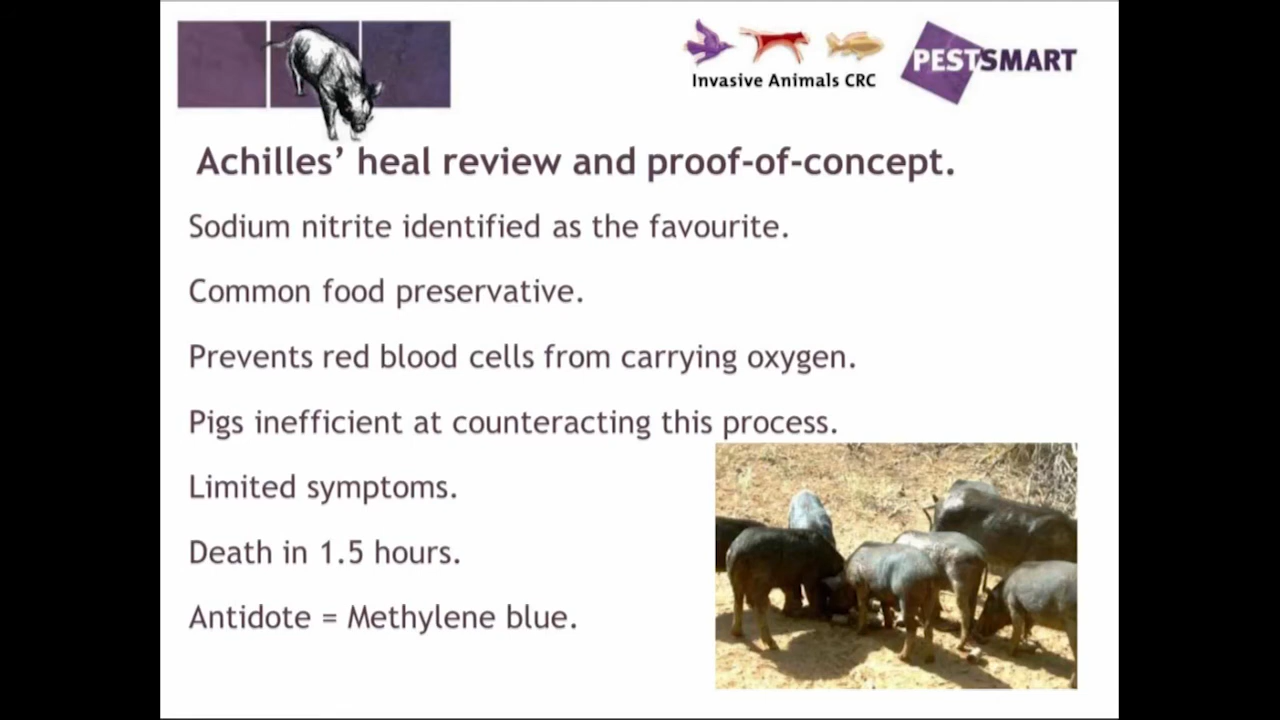 Invasive Animals CRC
PESTSMART
Achilles’ heal review and proof-of-concept.
Sodium nitrite identified as the favourite.
Common food preservative.
Prevents red blood cells from carrying oxygen.
Pigs inefficient at counteracting this process.
Limited symptoms.
Death in 1.5 hours.
Antidote = Methylene blue.